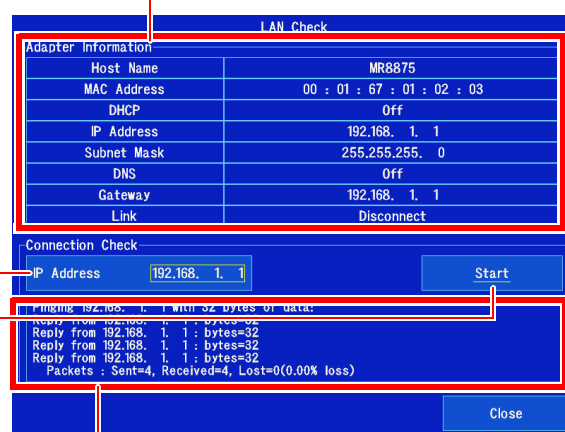 LAN Check
Adapter Information
Host Name MR8875
MAC Address 00 : 01 : 67 : 01 : 02 : 03
DHCP Off
IP Address 192.168. 1. 1
Subnet Mask 255.255.255. 0
DNS Off
Gateway 192.168. 1. 1
Link Disconnect
Connection Check
IP Address 192.168. 1. 1 Start
Pinging 192.168. 1. 1 with 32 bytes of data:
Reply from 192.168. 1. 1 : bytes=32
Reply from 192.168. 1. 1 : bytes=32
Reply from 192.168. 1. 1 : bytes=32
Reply from 192.168. 1. 1 : bytes=32
Packets : Sent=4, Received=4, Lost=0(0.00% loss)
Close